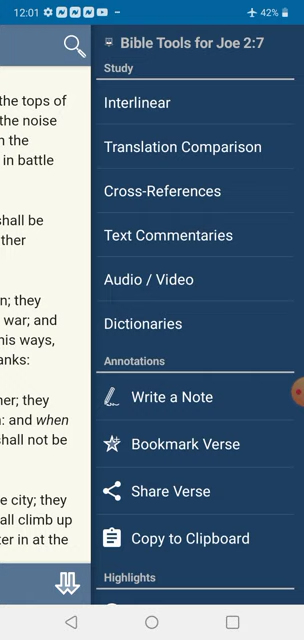 12:01
42%
Bible Tools for Joe 2:7
Study
the tops of
the noise
Interlinear
in battle
Translation Comparison
Cross-References
shall be
ther
Text Commentaries
Audio / Video
n; they
war; and
Dictionaries
his ways,
anks:
Annotations
her; they
Write a Note
: and when
shall not be
Bookmark Verse
Share Verse
e city; they
all climb up
Copy to Clipboard
ter in at the
Highlights